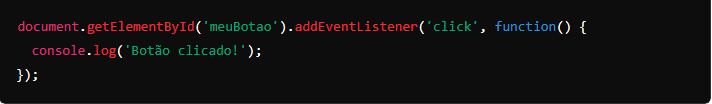 document.getElementById('meuBotao').addEventListener('click', function() {
  console.log('Botão clicado!');
});